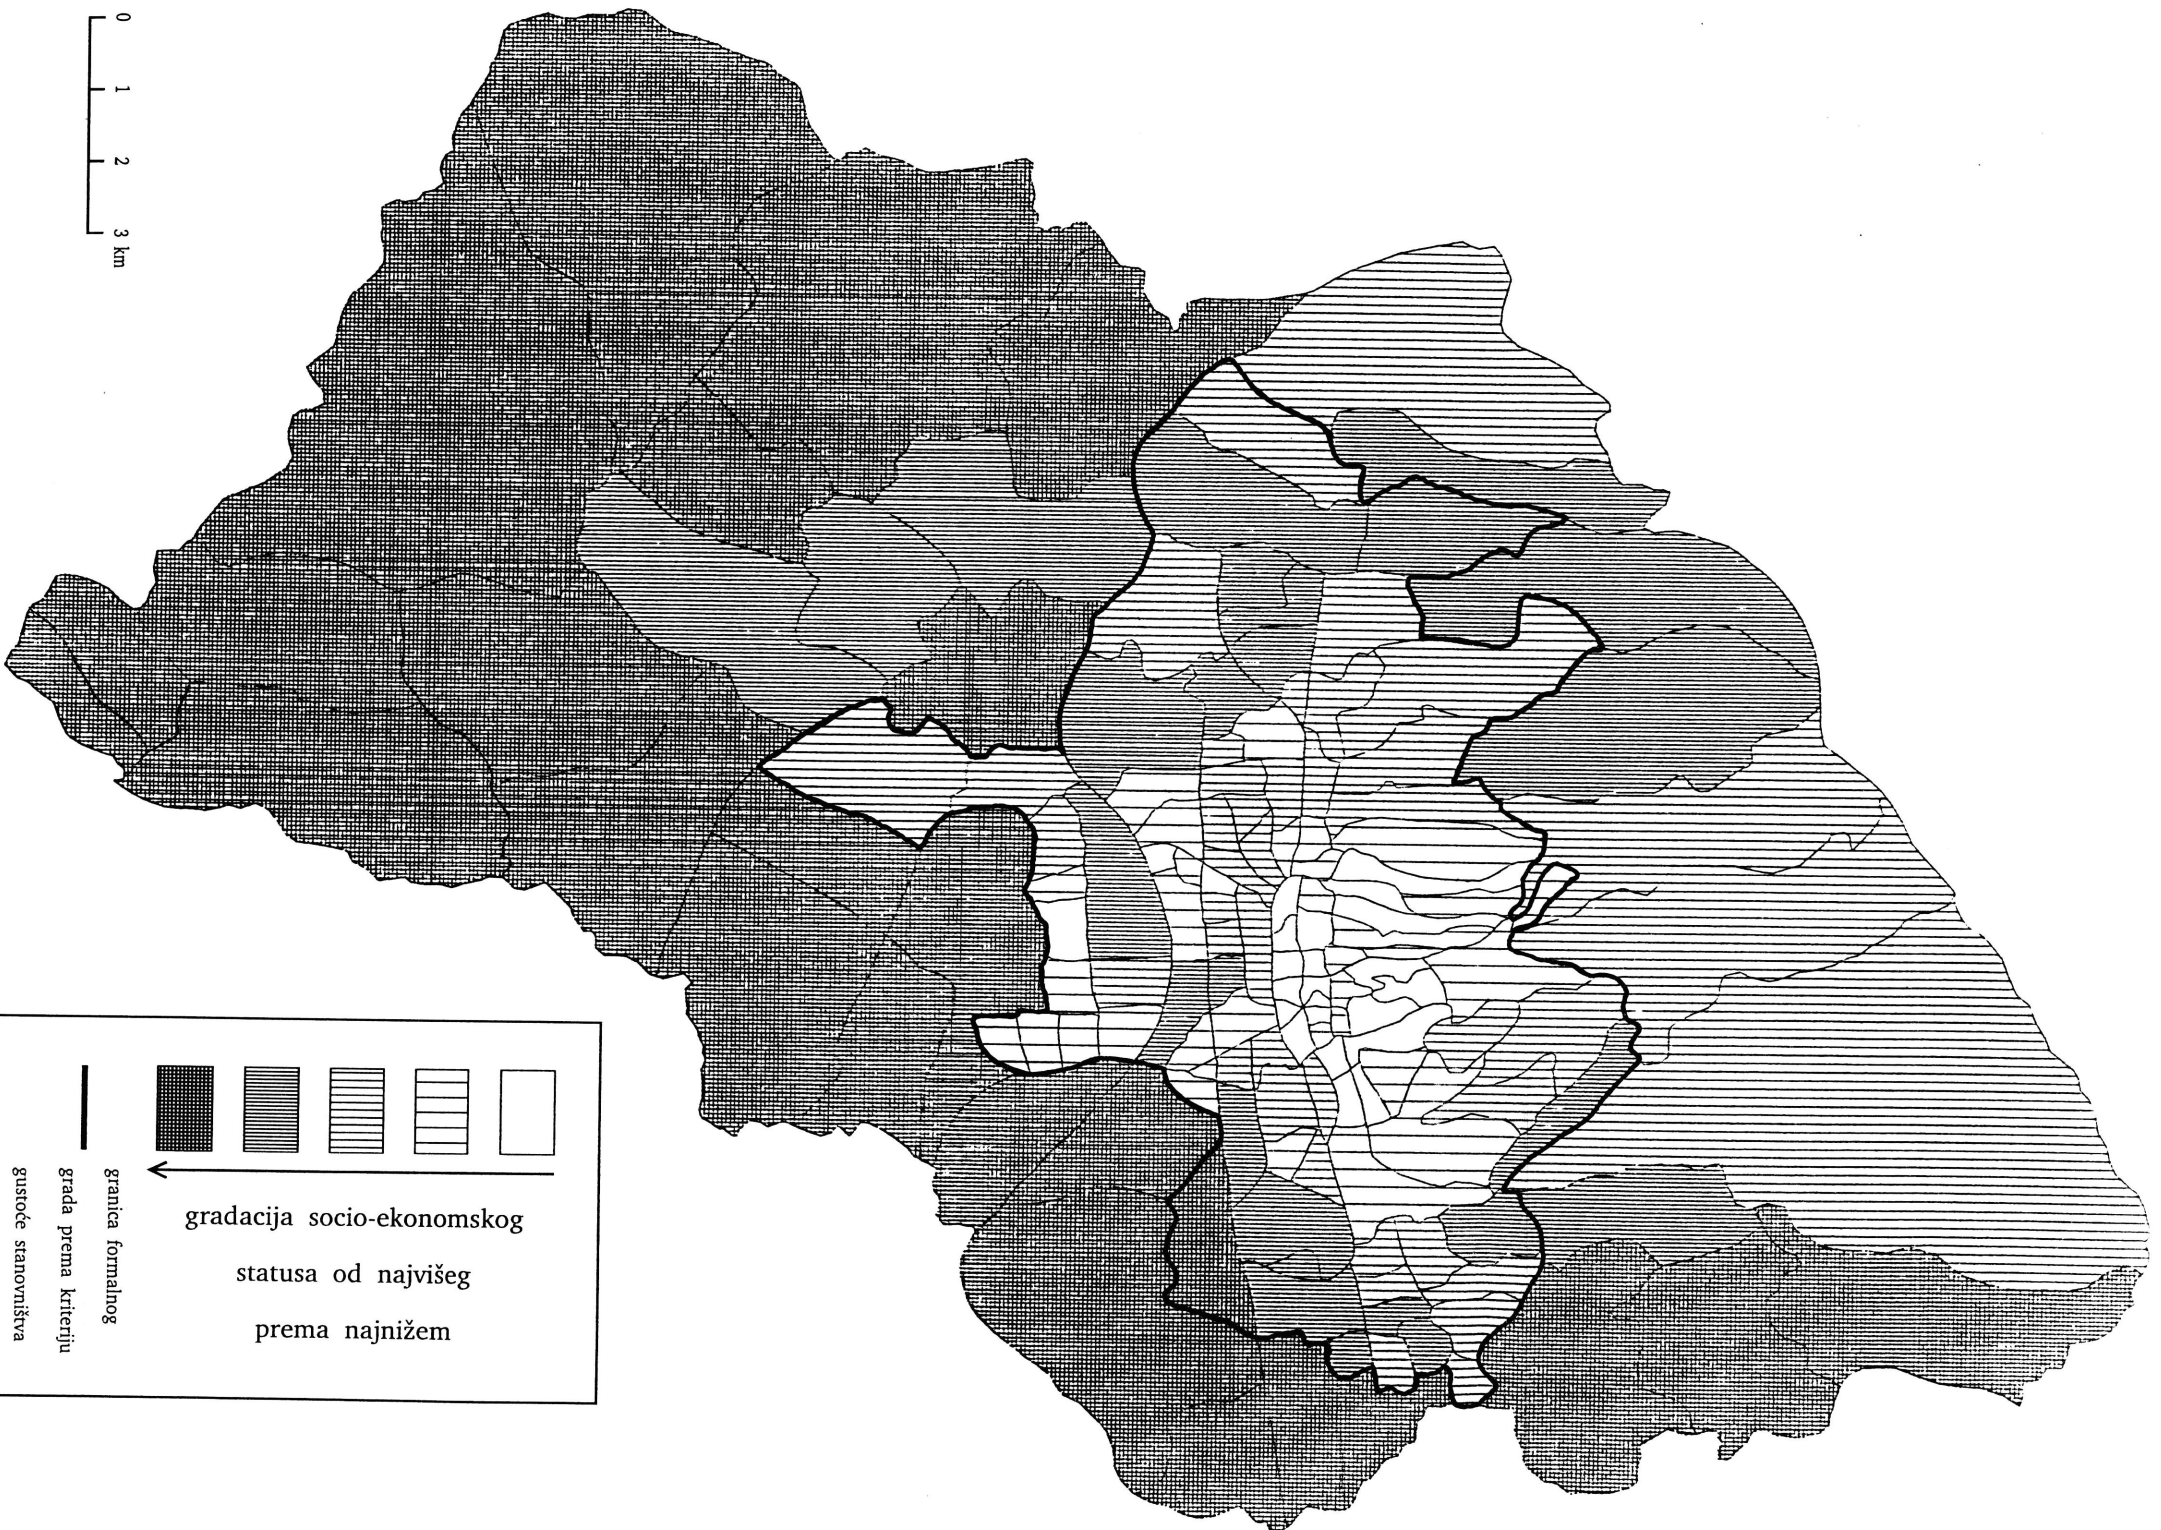 0 1 2 3 km
gradacija socio-ekonomskog
statusa od najvišeg
prema najnižem
granica formalnog
grada prema kriteriju
gustoće stanovništva